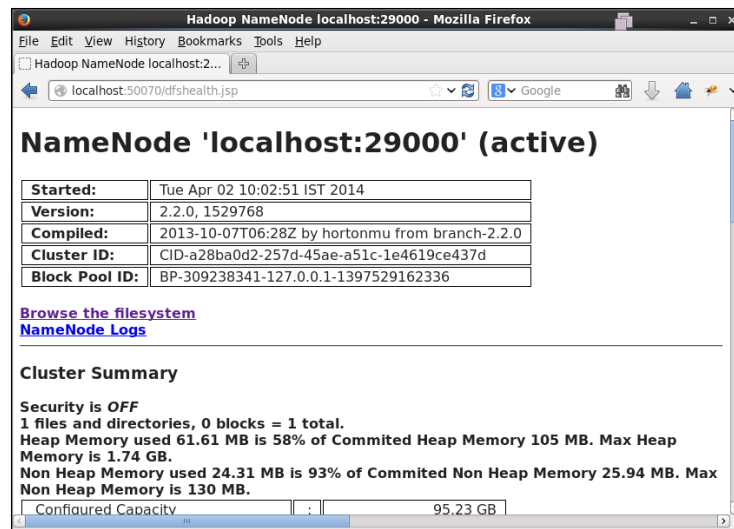 Hadoop NameNode localhost:29000 - Mozilla Firefox
File Edit View History Bookmarks Tools Help
Hadoop NameNode localhost:2...
localhost:50070/dfshealth.jsp
8 Google
NameNode 'localhost:29000' (active)
Started: Tue Apr 02 10:02:51 IST 2014
Version: 2.2.0, 1529768
Compiled: 2013-10-07T06:28Z by hortonmu from branch-2.2.0
Cluster ID: CID-a28ba0d2-257d-45ae-a51c-1e4619ce437d
Block Pool ID: BP-309238341-127.0.0.1-1397529162336
Browse the filesystem
NameNode Logs
Cluster Summary
Security is OFF
1 files and directories, 0 blocks = 1 total.
Heap Memory used 61.61 MB is 58% of Commited Heap Memory 105 MB. Max Heap
Memory is 1.74 GB.
Non Heap Memory used 24.31 MB is 93% of Commited Non Heap Memory 25.94 MB. Max
Non Heap Memory is 130 MB.
Configured Capacity : 95.23 GB